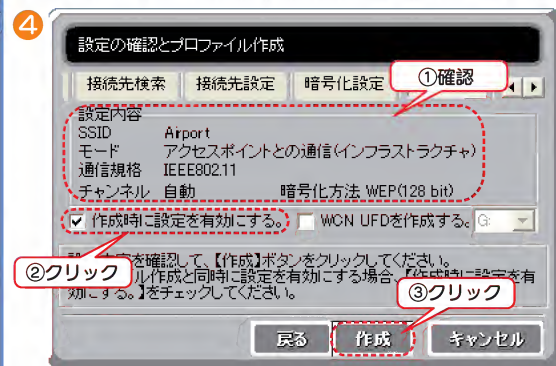 4
設定の確認とプロファイル作成
接続先検索 接続先設定 暗号化設定
①確認
設定内容
SSID Airport
モード アクセスポイントとの通信(インフラストラクチャ)
通信規格 IEEE802.11
チャンネル 自動 暗号化方法 WEP(128 bit)
作成時に設定を有効にする。 WCN UFDを作成する。 G:
②クリック
を確認して、【作成】ボタンをクリックしてください。
ル作成と同時に設定を有効にする場合、【作成時に設定を有
効にする。】をチェックしてください。
③クリック
戻る 作成 キャンセル